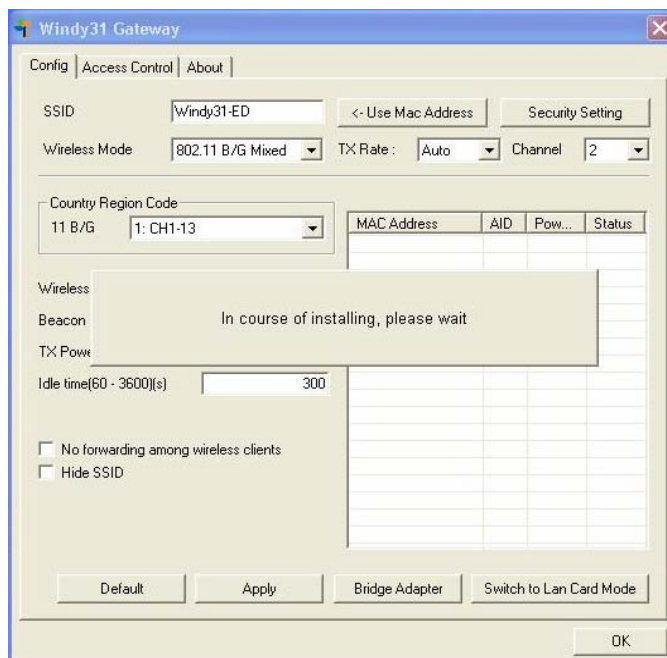 Windy31 Gateway
Config Access Control About
SSID Windy31-ED <- Use Mac Address Security Setting
Wireless Mode 802.11 B/G Mixed TX Rate : Auto Channel 2
Country Region Code
11 B/G 1: CH1-13
MAC Address AID Pow... Status
Wireless
Beacon
In course of installing, please wait
TX Powe
Idle time(60 - 3600)(s) 300
No forwarding among wireless clients
Hide SSID
Default Apply Bridge Adapter Switch to Lan Card Mode
OK